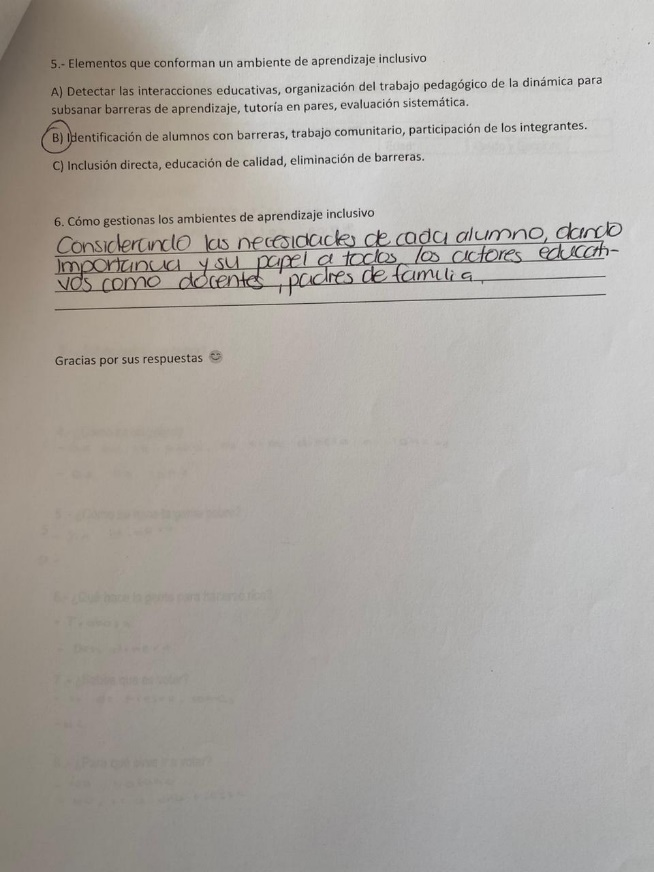 5.- Elementos que conforman un ambiente de aprendizaje inclusivo
A) Detectar las interacciones educativas, organización del trabajo pedagógico de la dinámica para
subsanar barreras de aprendizaje, tutoría en pares, evaluación sistemática.
B) Identificación de alumnos con barreras, trabajo comunitario, participación de los integrantes.
C) Inclusión directa, educación de calidad, eliminación de barreras.
6. Cómo gestionas los ambientes de aprendizaje inclusivo
Considerando las necesidades de cada alumno, dando
importancia y su papel a todos los actores educati-
vos como docentes, padres de familia.
Gracias por sus respuestas 😊